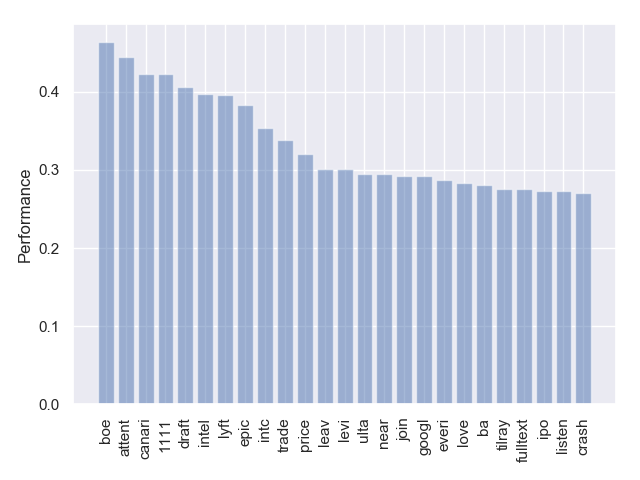 0.4
0.3
0.2
0.1
0.0
Performance
boe
attent
canari
1111
draft
intel
lyft
epic
intc
trade
price
leav
levi
ulta
near
join
googl
everi
love
ba
tilray
fulltext
ipo
listen
crash